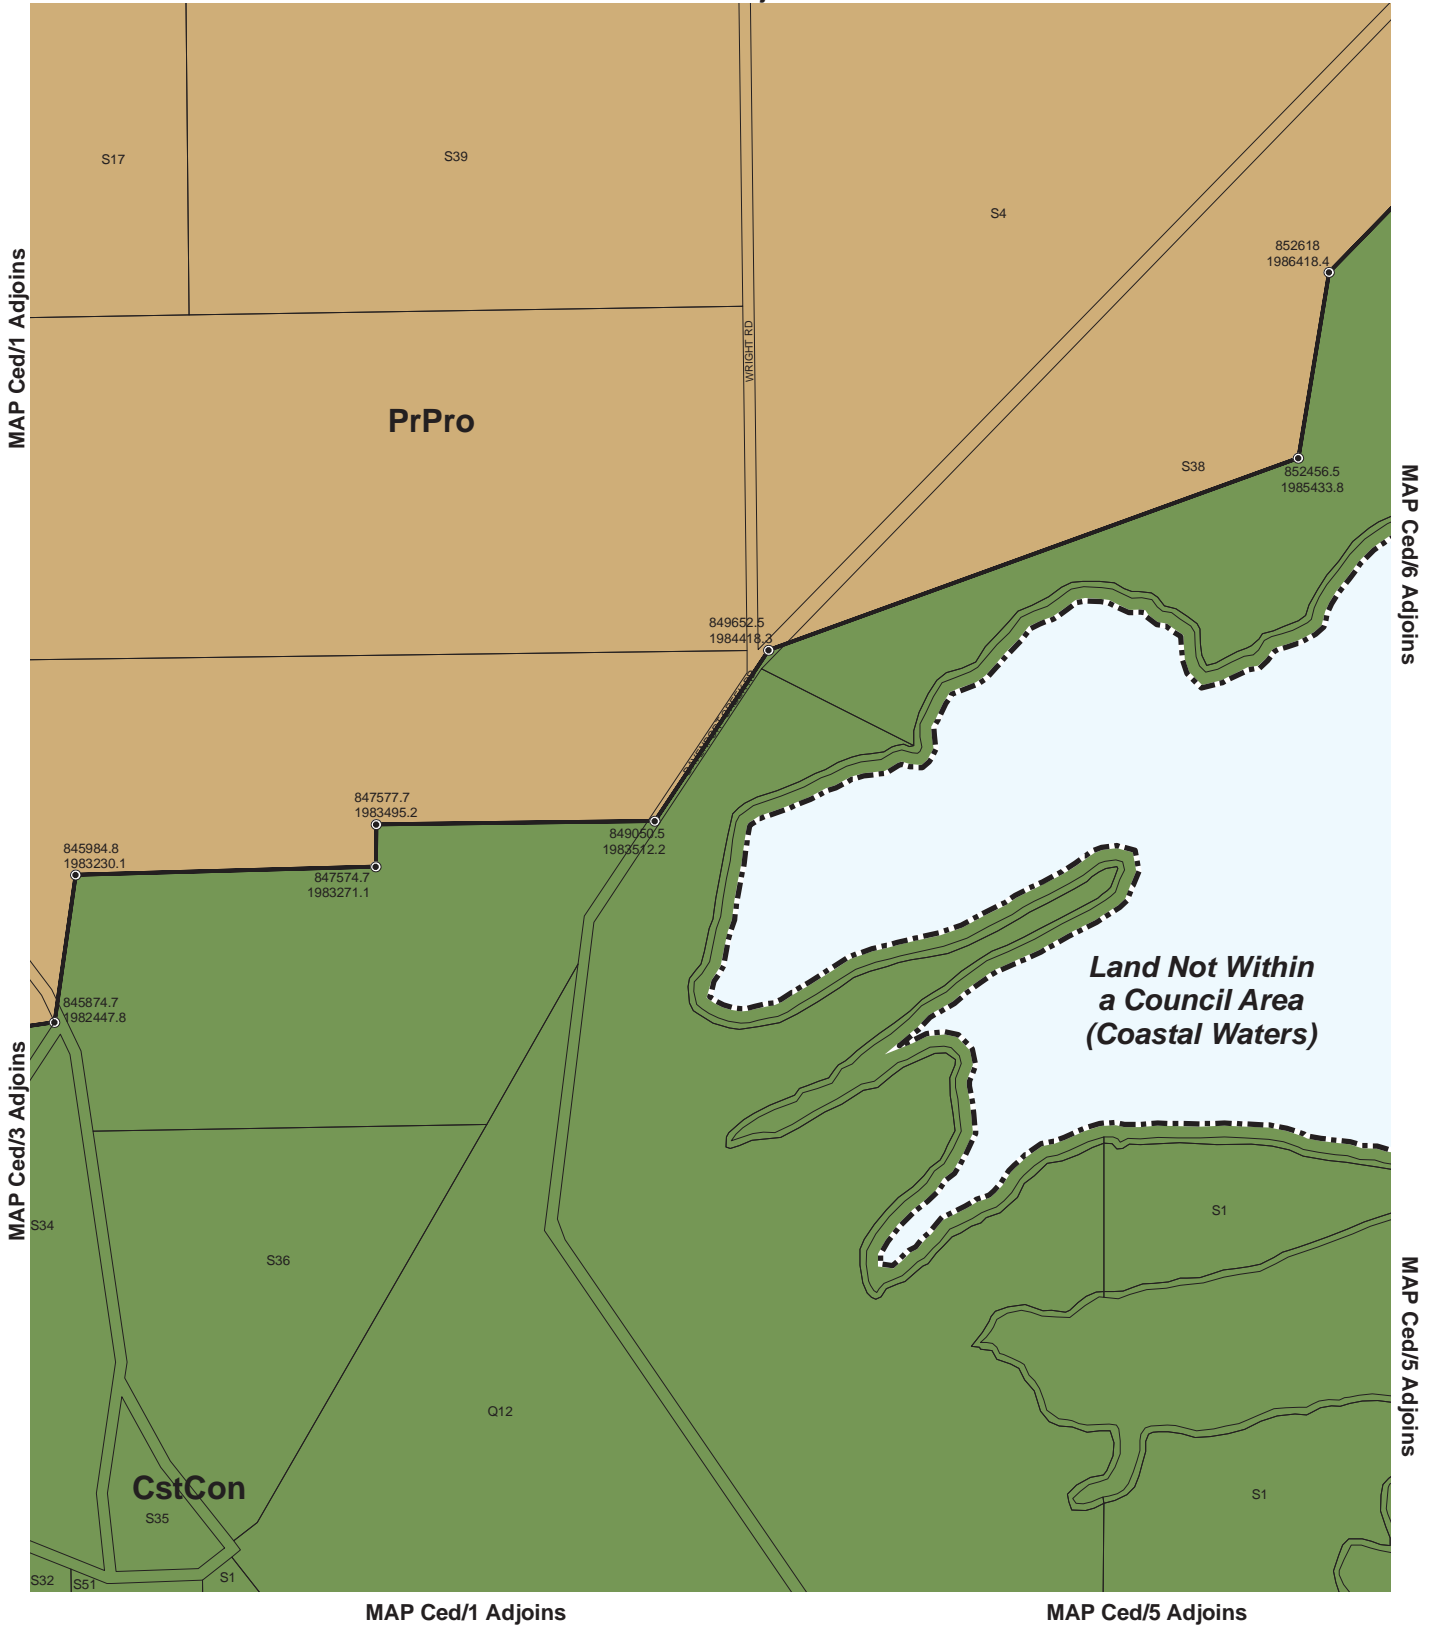 S17
S39
S4
852618
1986418.4
MAP Ced/1 Adjoins
WRIGHT RD
PrPro
S38
852456.5
1985433.8
MAP Ced/6 Adjoins
849652.5
1984418.3
847577.7
1983495.2
849050.5
1983512.2
845984.8
1983230.1
847574.7
1983271.1
Land Not Within
a Council Area
(Coastal Waters)
845874.7
1982447.8
MAP Ced/3 Adjoins
S34
S36
S1
MAP Ced/5 Adjoins
Q12
CstCon
S35
S1
S32
S51
S1
MAP Ced/1 Adjoins
MAP Ced/5 Adjoins